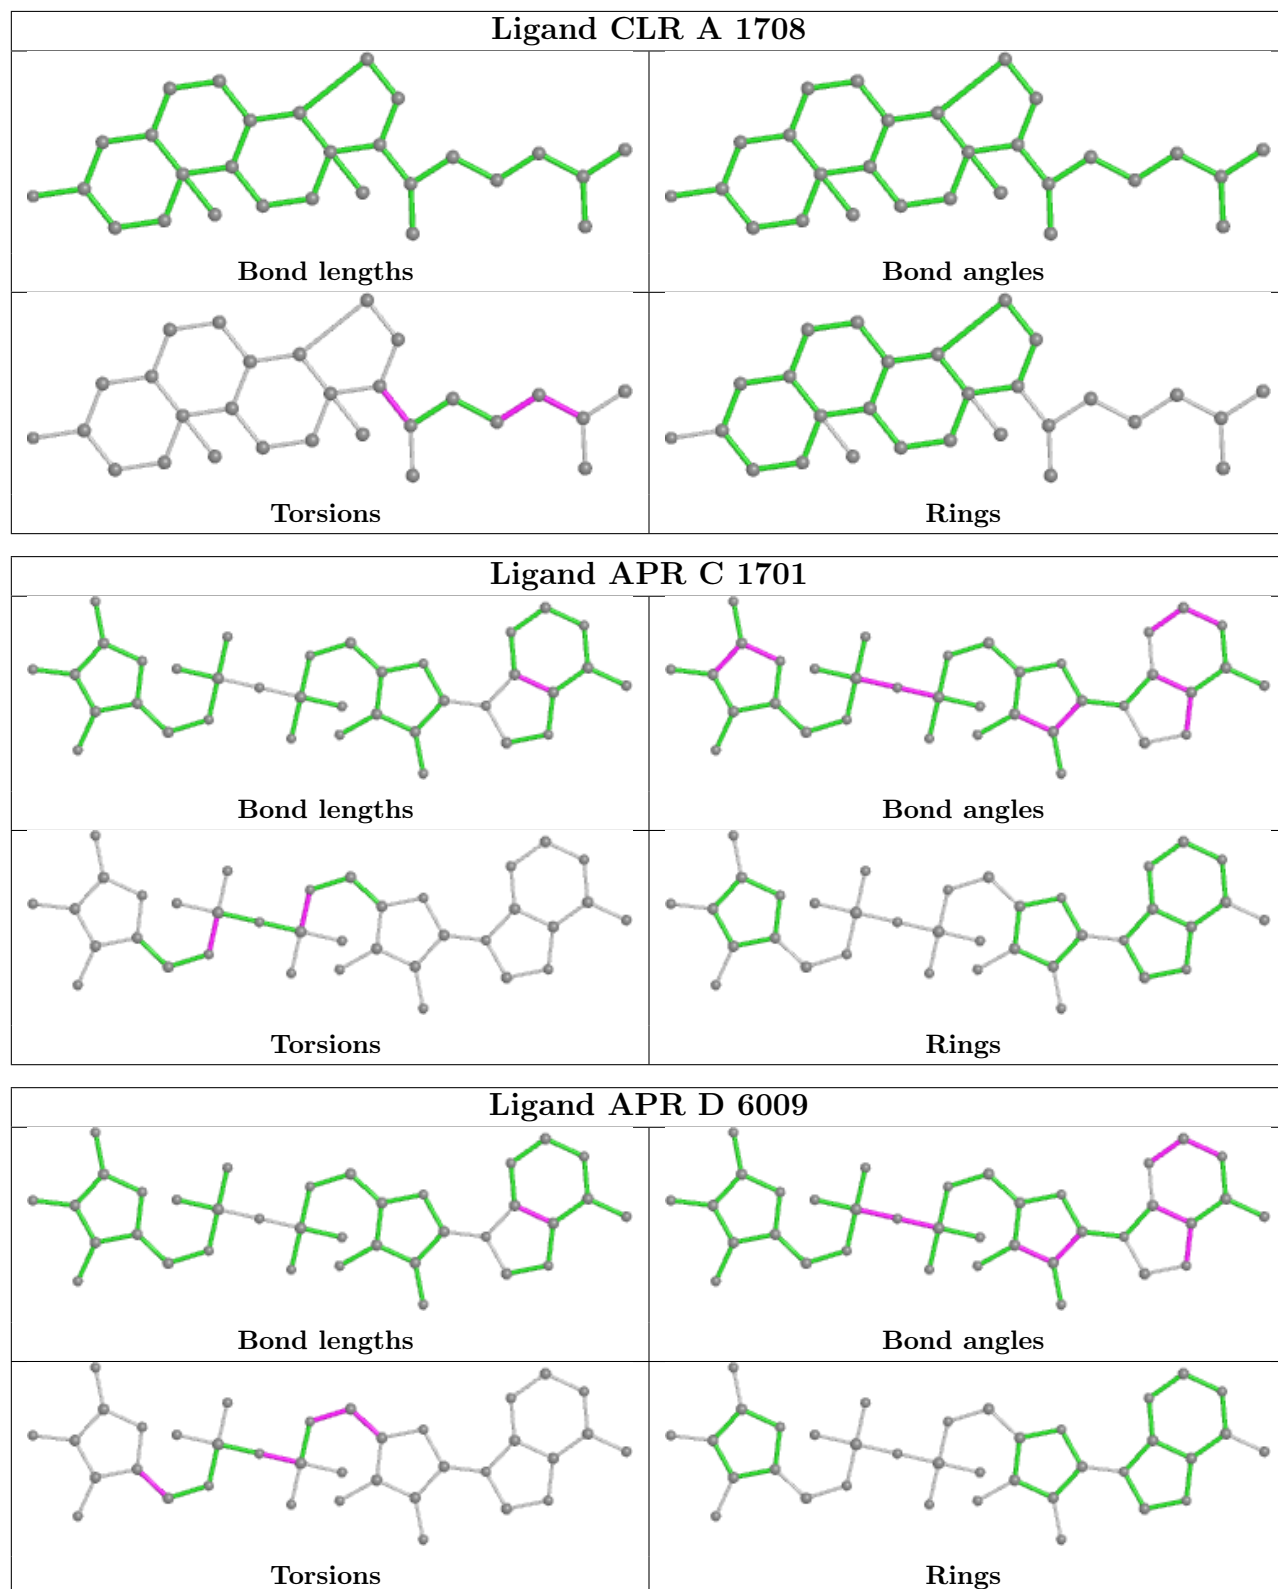 Ligand CLR A 1708
Bond lengths
Bond angles
Torsions
Rings
Ligand APR C 1701
Bond lengths
Bond angles
Torsions
Rings
Ligand APR D 6009
Bond lengths
Bond angles
Torsions
Rings